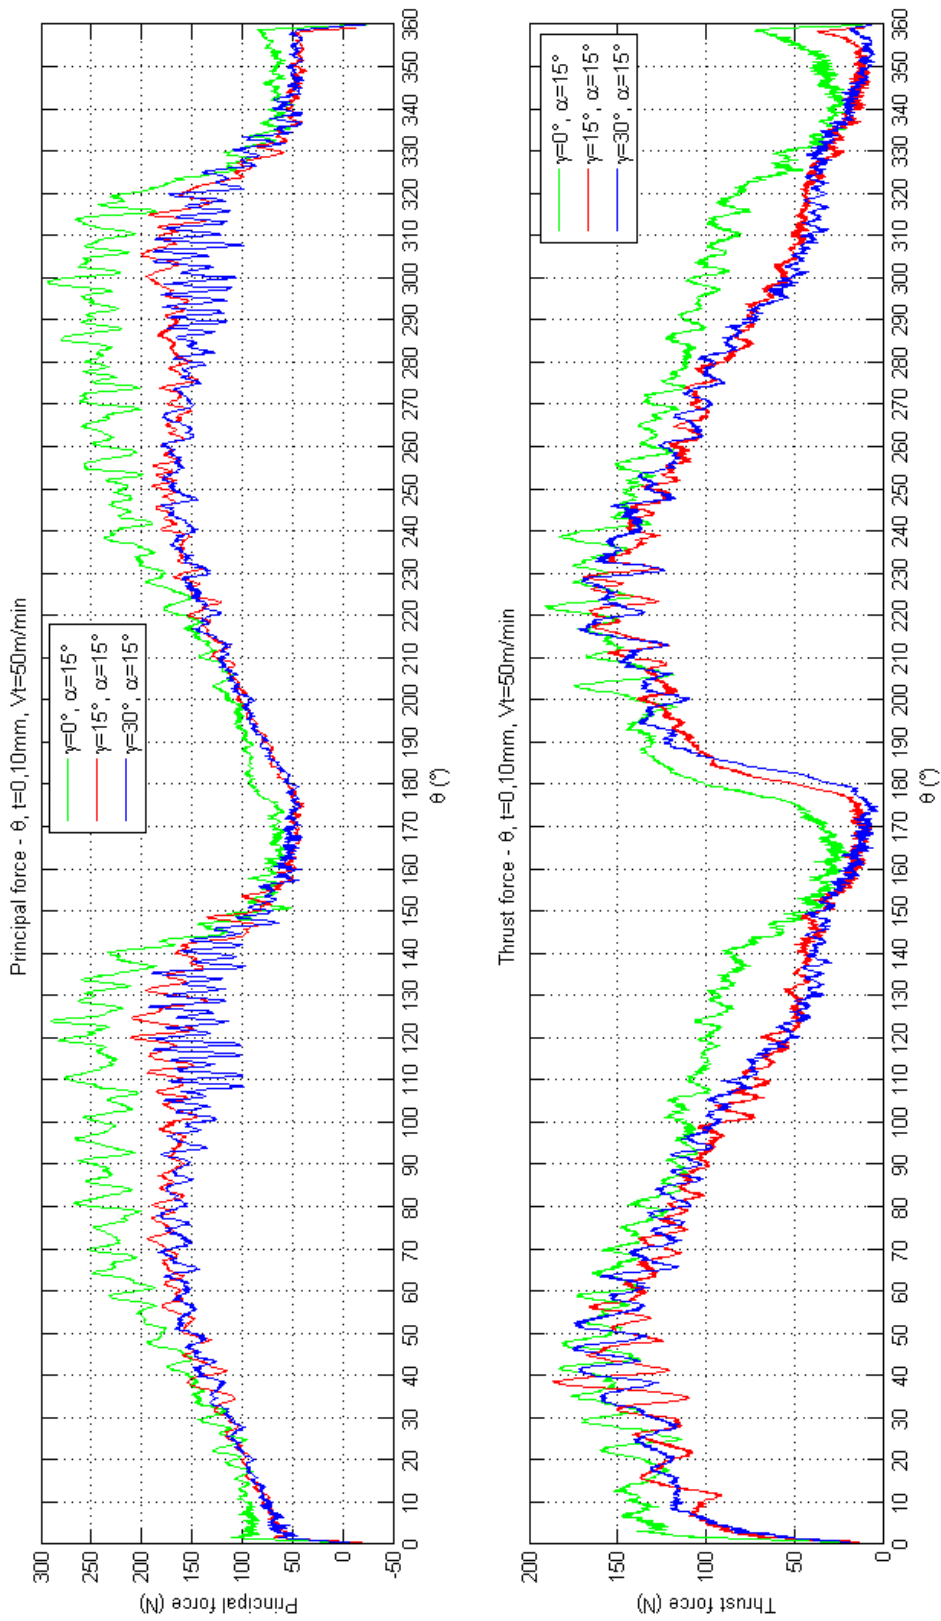 Principal force - θ, t=0,10mm, Vt=50m/min
300
250
200
150
100
50
0
-50
Principal force (N)
γ=0°, α=15°
γ=15°, α=15°
γ=30°, α=15°
0 10 20 30 40 50 60 70 80 90 100 110 120 130 140 150 160 170 180 190 200 210 220 230 240 250 260 270 280 290 300 310 320 330 340 350 360
θ (°)
Thrust force - θ, t=0,10mm, Vt=50m/min
150
100
50
0
Thrust force (N)
γ=0°, α=15°
γ=15°, α=15°
γ=30°, α=15°
0 10 20 30 40 50 60 70 80 90 100 110 120 130 140 150 160 170 180 190 200 210 220 230 240 250 260 270 280 290 300 310 320 330 340 350 360
θ (°)